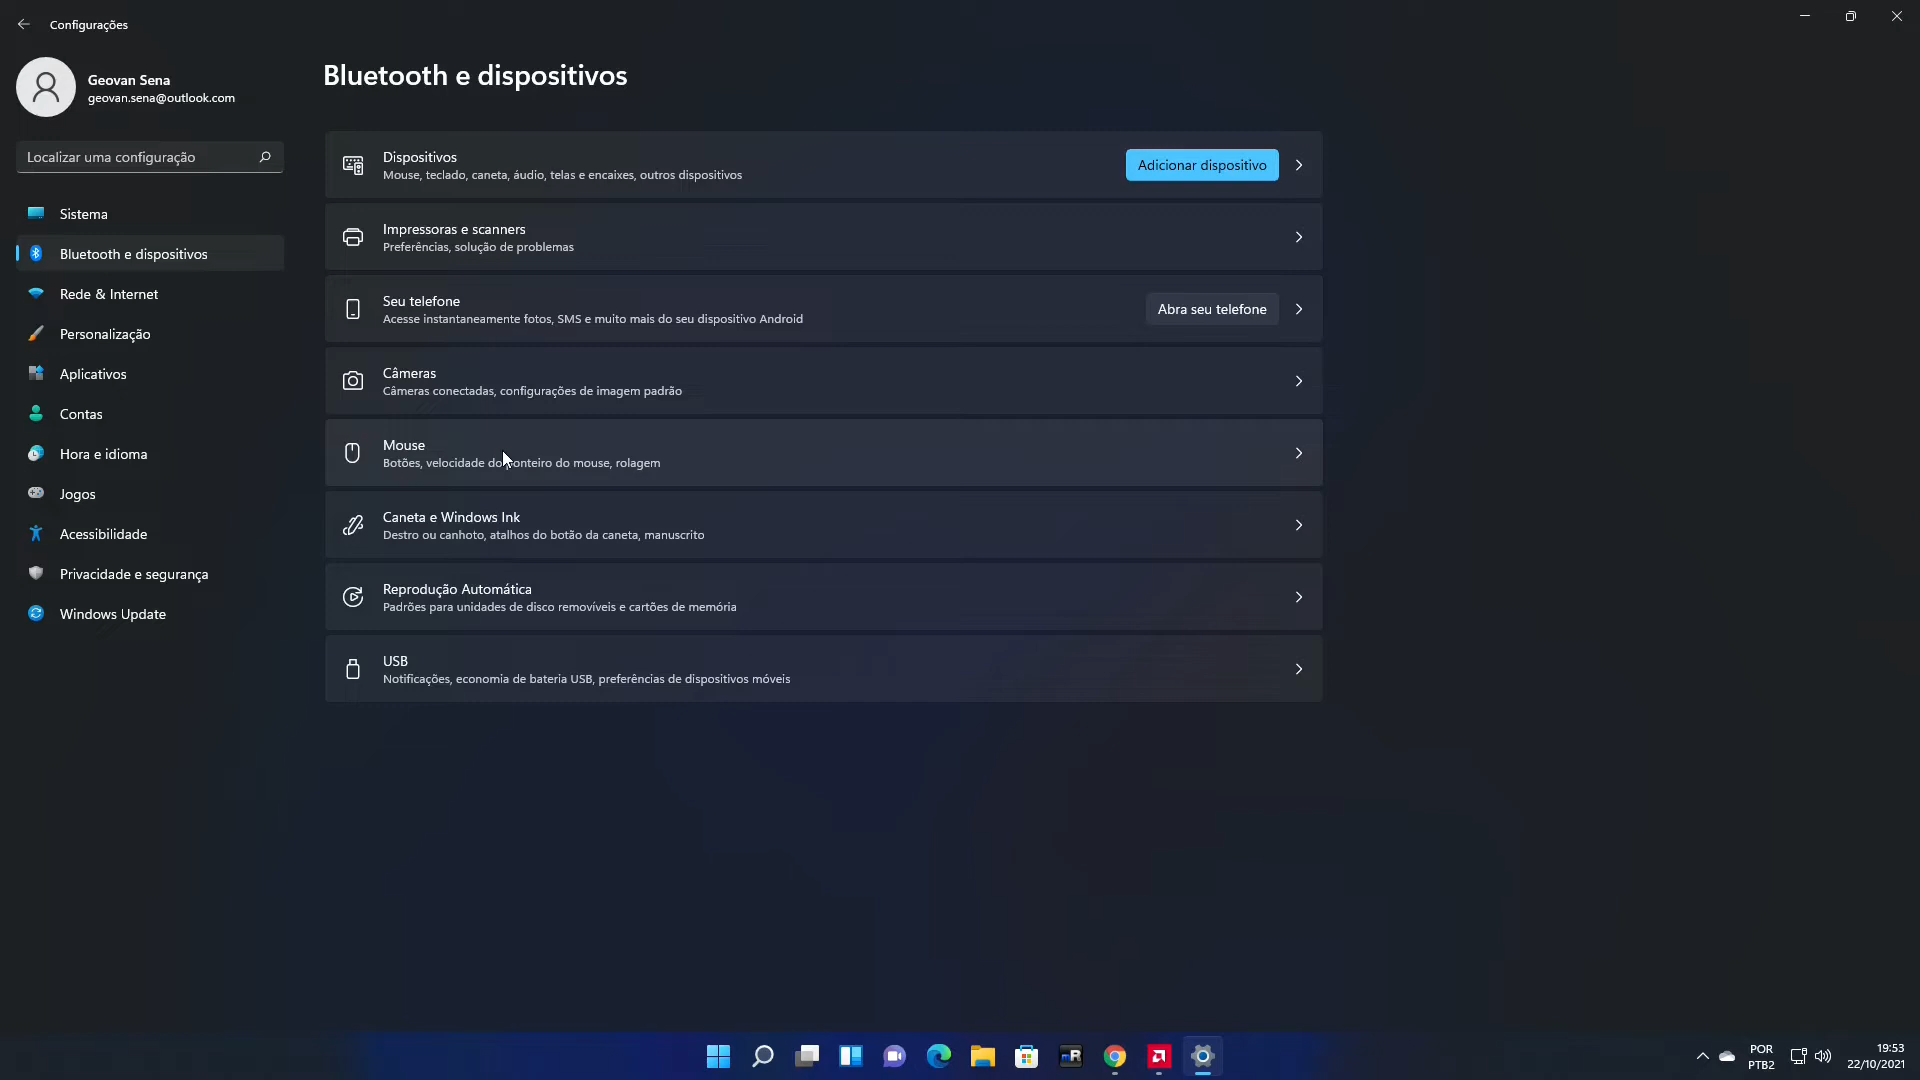 Configurações
Geovan Sena
geovan.sena@outlook.com
Localizar uma configuração
Sistema
Bluetooth e dispositivos
Rede & Internet
Personalização
Aplicativos
Contas
Hora e idioma
Jogos
Acessibilidade
Privacidade e segurança
Windows Update
Bluetooth e dispositivos
Dispositivos
Mouse, teclado, caneta, áudio, telas e encaixes, outros dispositivos
Adicionar dispositivo
Impressoras e scanners
Preferências, solução de problemas
Seu telefone
Acesse instantaneamente fotos, SMS e muito mais do seu dispositivo Android
Abra seu telefone
Câmeras
Câmeras conectadas, configurações de imagem padrão
Mouse
Botões, velocidade do ponteiro do mouse, rolagem
Caneta e Windows Ink
Destro ou canhoto, atalhos do botão da caneta, manuscrito
Reprodução Automática
Padrões para unidades de disco removíveis e cartões de memória
USB
Notificações, economia de bateria USB, preferências de dispositivos móveis
POR
PTB2
19:53
22/10/2021